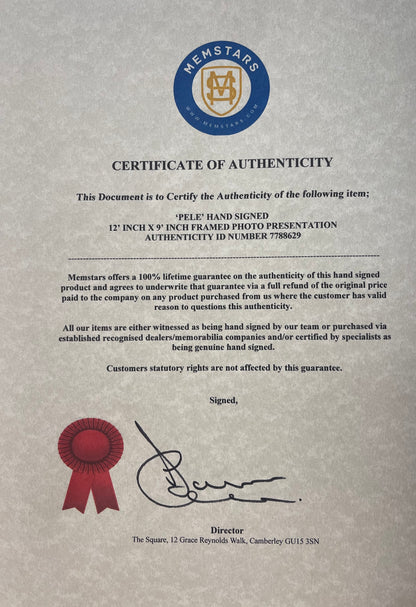 MEMSTARS
MS
WWW.MEMSTARS.COM
CERTIFICATE OF AUTHENTICITY
This Document is to Certify the Authenticity of the following item;
‘PELE’ HAND SIGNED
12’ INCH X 9’ INCH FRAMED PHOTO PRESENTATION
AUTHENTICITY ID NUMBER 7788629
Memstars offers a 100% lifetime guarantee on the authenticity of this hand signed
product and agrees to underwrite that guarantee via a full refund of the original price
paid to the company on any product purchased from us where the customer has valid
reason to questions this authenticity.
All our items are either witnessed as being hand signed by our team or purchased via
established recognised dealers/memorabilia companies and/or certified by specialists as
being genuine hand signed.
Customers statutory rights are not affected by this guarantee.
Signed,
Director
The Square, 12 Grace Reynolds Walk, Camberley GU15 3SN